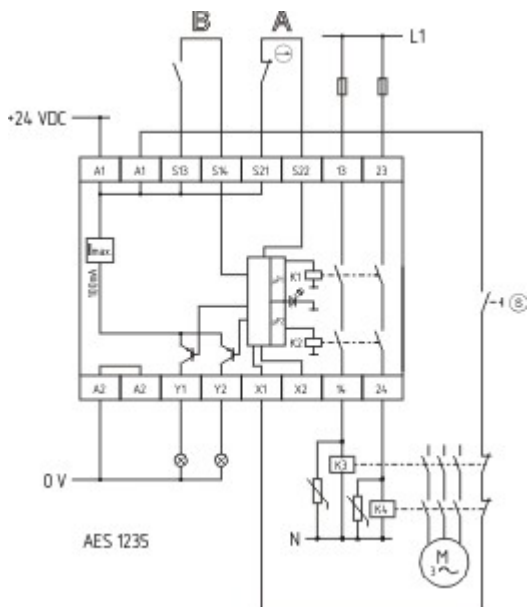 B A
L1
+24 VDC
A1 A1 S13 S14 S21 S22 13 23
Imax.
100mA
K1
K2
S
A2 A2 Y1 Y2 X1 X2 14 24
K3
0 V
K4
N
AES 1235
M
3 ~